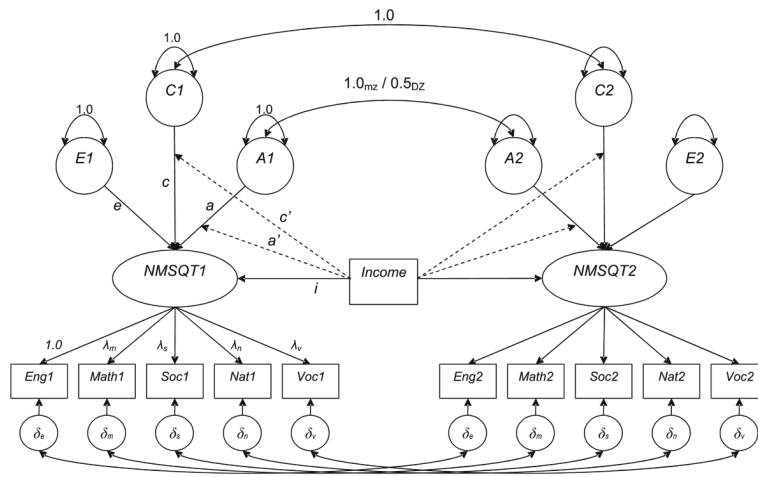 1.0
1.0
C1
C2
1.0mz / 0.5DZ
1.0
1.0
E1
A1
A2
E2
c
e
a
c'
a'
NMSQT1
Income
NMSQT2
i
1.0
λm
λs
λn
λv
Eng1
Math1
Soc1
Nat1
Voc1
Eng2
Math2
Soc2
Nat2
Voc2
δe
δm
δs
δn
δv
δe
δm
δs
δn
δv